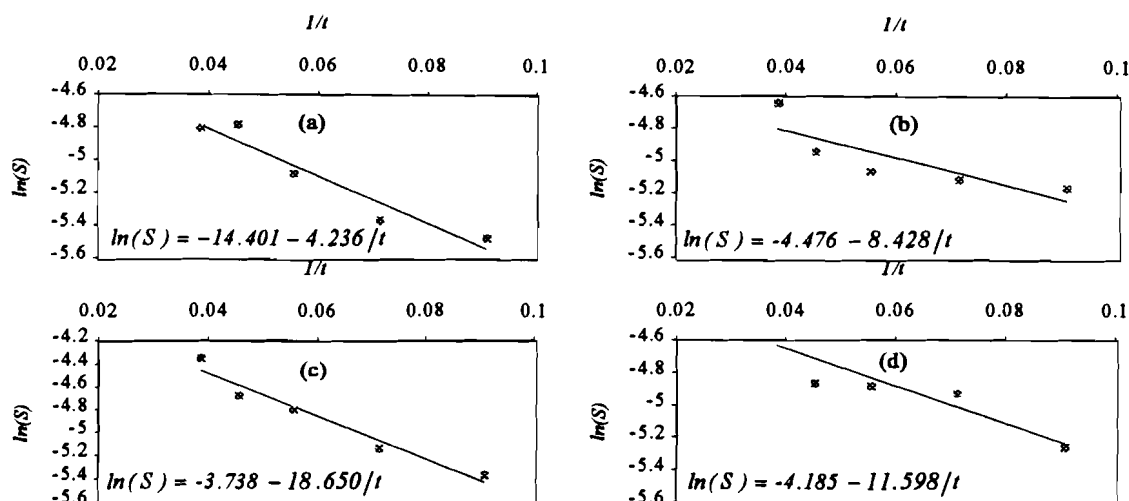 1/t
0.02 0.04 0.06 0.08 0.1
-4.6
-4.8
-5
-5.2
-5.4
-5.6
ln(S)
(a)
ln(S) = -14.401 - 4.236/t
1/t
0.02 0.04 0.06 0.08 0.1
-4.6
-4.8
-5
-5.2
-5.4
-5.6
ln(S)
(b)
ln(S) = -4.476 - 8.428/t
1/t
0.02 0.04 0.06 0.08 0.1
-4.2
-4.4
-4.6
-4.8
-5
-5.2
-5.4
-5.6
ln(S)
(c)
ln(S) = -3.738 - 18.650/t
1/t
0.02 0.04 0.06 0.08 0.1
-4.6
-4.8
-5
-5.2
-5.4
-5.6
ln(S)
(d)
ln(S) = -4.185 - 11.598/t